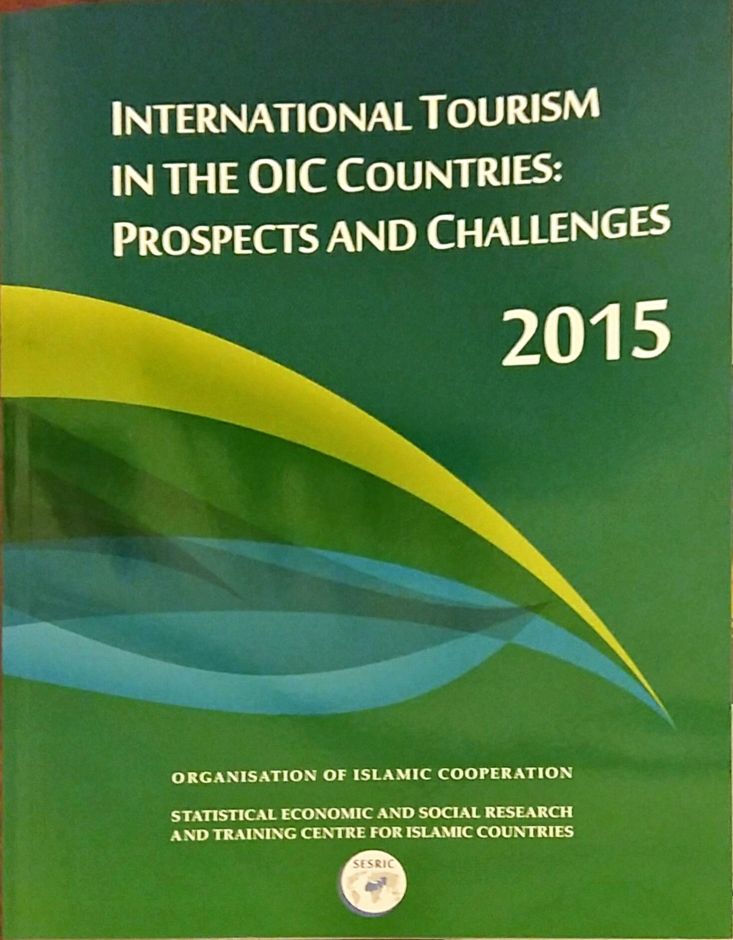 INTERNATIONAL TOURISM
IN THE OIC COUNTRIES:
PROSPECTS AND CHALLENGES
2015
ORGANISATION OF ISLAMIC COOPERATION
STATISTICAL ECONOMIC AND SOCIAL RESEARCH
AND TRAINING CENTRE FOR ISLAMIC COUNTRIES
SESRIC